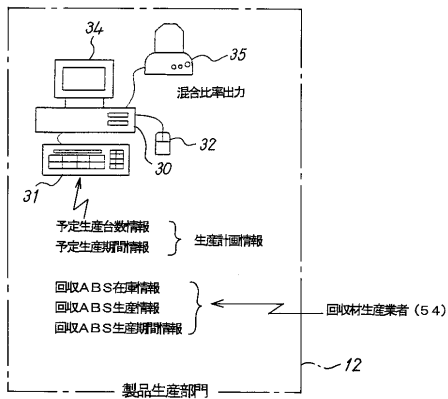 34
35
混合比率出力
32
30
31
予定生産台数情報
予定生産期間情報
生産計画情報
回収ABS在庫情報
回収ABS生産情報
回収ABS生産期間情報
回収材生産業者(54)
12
製品生産部門